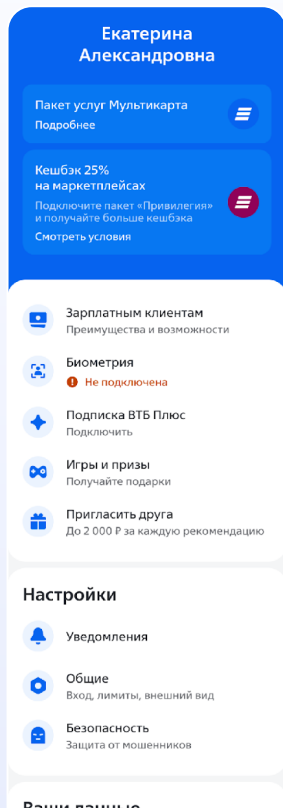 Екатерина
Александровна
Пакет услуг Мультикарта
Подробнее
Кешбэк 25%
на маркетплейсах
Подключите пакет «Привилегия»
и получайте больше кешбэка
Смотреть условия
Зарплатным клиентам
Преимущества и возможности
Биометрия
Не подключена
Подписка ВТБ Плюс
Подключить
Игры и призы
Получайте подарки
Пригласить друга
До 2 000 ₽ за каждую рекомендацию
Настройки
Уведомления
Общие
Вход, лимиты, внешний вид
Безопасность
Защита от мошенников
Ваши данные